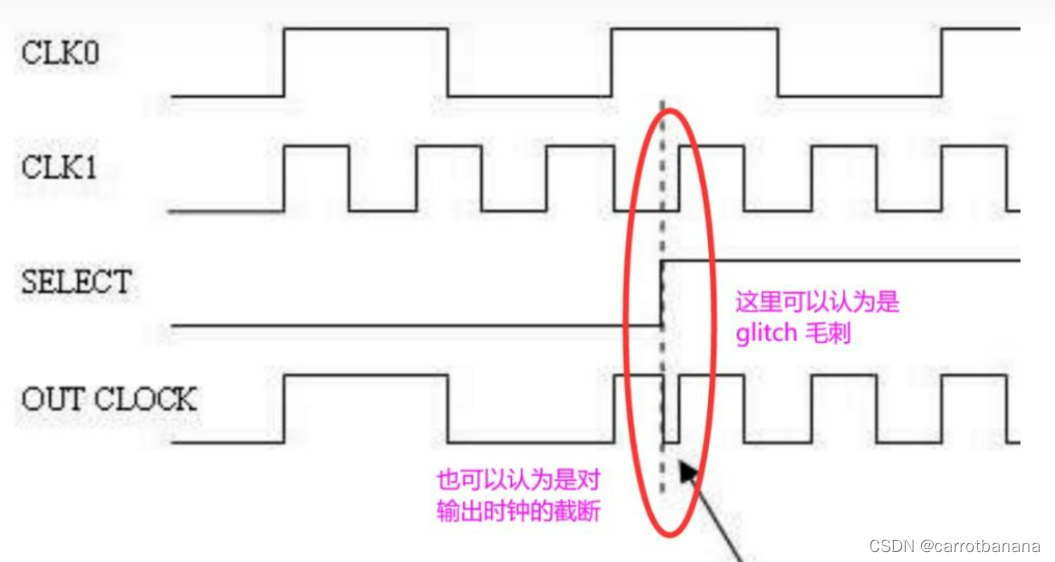 CLK0
CLK1
SELECT
这里可以认为是
glitch 毛刺
OUT CLOCK
也可以认为是对
输出时钟的截断
CSDN @carrotbanana